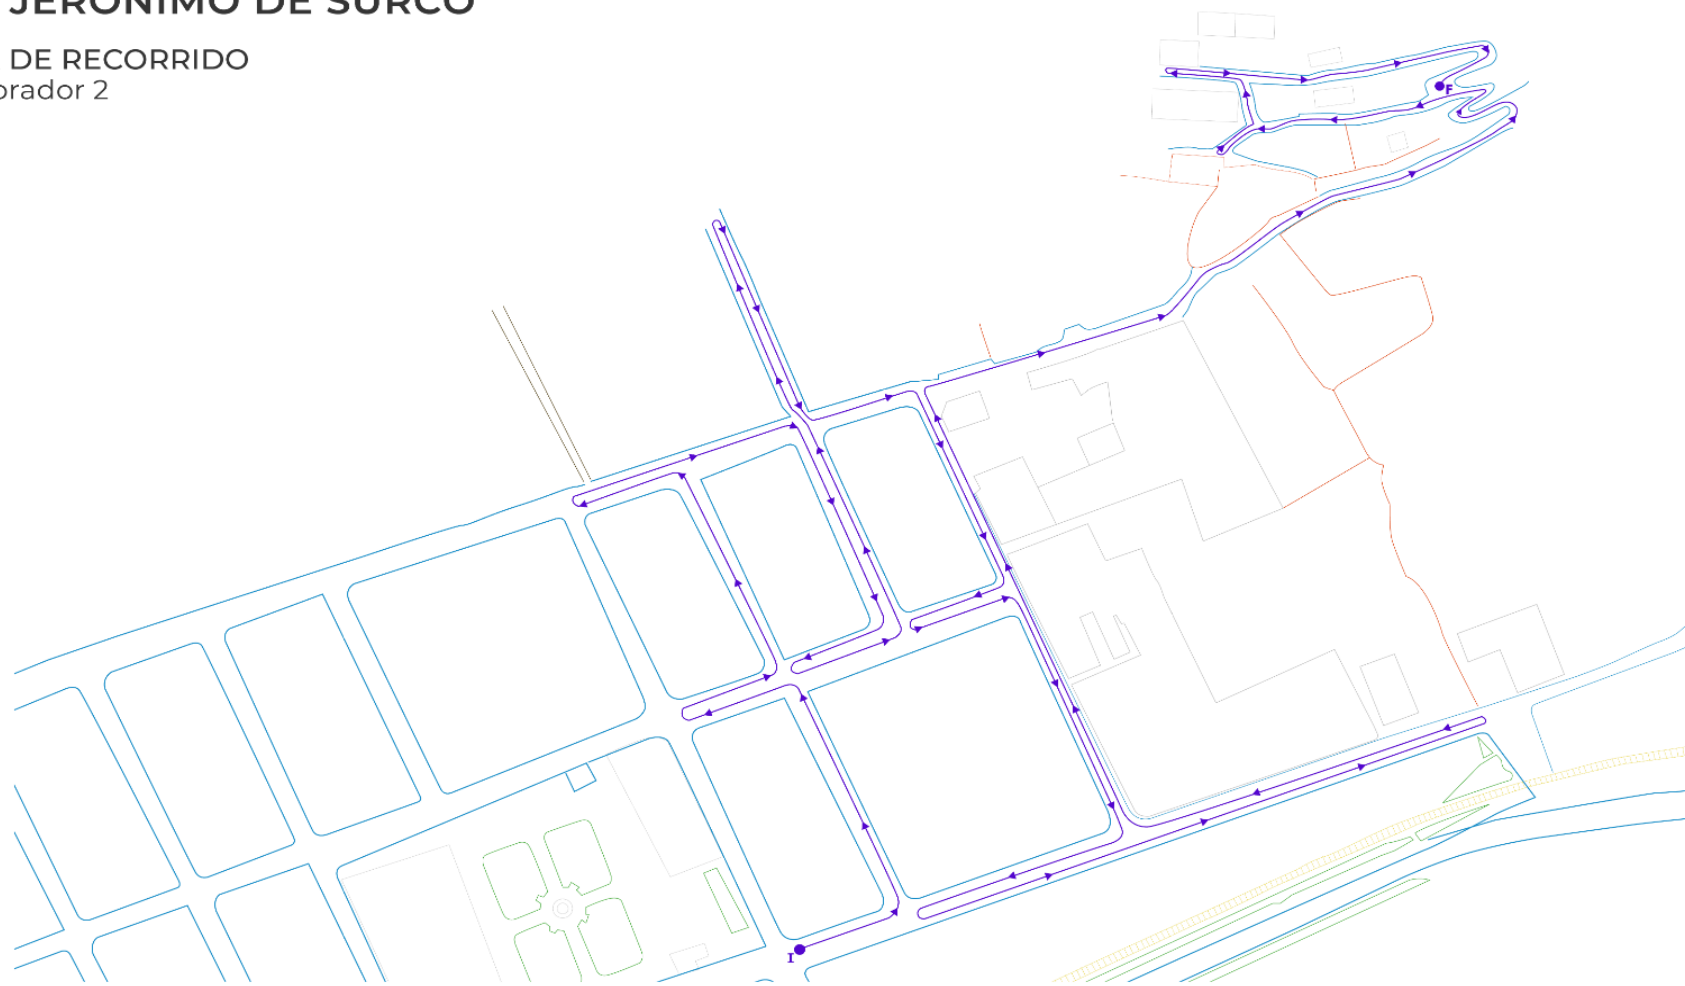 JERONIMO DE SURCO
DE RECORRIDO
orador 2
F
I